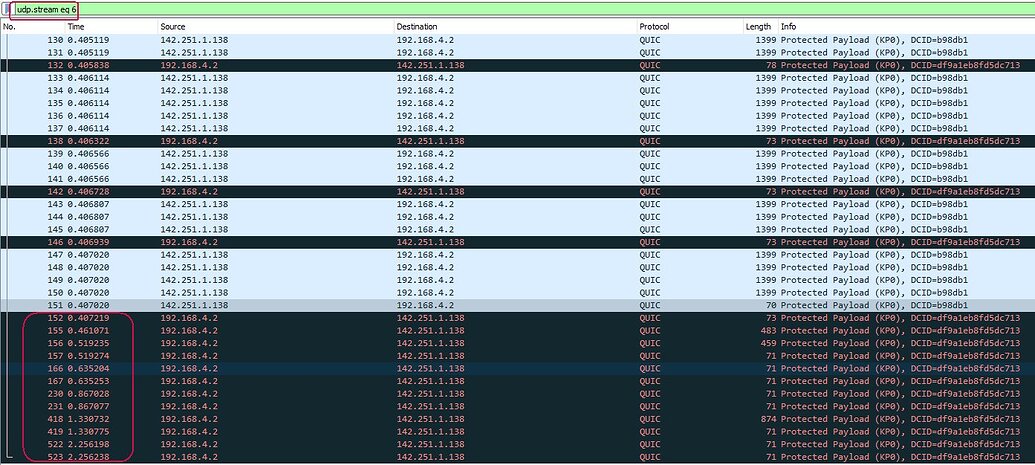 udp.stream eq 6
No. Time Source Destination Protocol Length Info
130 0.405119 142.251.1.138 192.168.4.2 QUIC 1399 Protected Payload (KP0), DCID=b98db1
131 0.405119 142.251.1.138 192.168.4.2 QUIC 1399 Protected Payload (KP0), DCID=b98db1
132 0.405838 192.168.4.2 142.251.1.138 QUIC 78 Protected Payload (KP0), DCID=df9a1eb8fd5dc713
133 0.406114 142.251.1.138 192.168.4.2 QUIC 1399 Protected Payload (KP0), DCID=b98db1
134 0.406114 142.251.1.138 192.168.4.2 QUIC 1399 Protected Payload (KP0), DCID=b98db1
135 0.406114 142.251.1.138 192.168.4.2 QUIC 1399 Protected Payload (KP0), DCID=b98db1
136 0.406114 142.251.1.138 192.168.4.2 QUIC 1399 Protected Payload (KP0), DCID=b98db1
137 0.406114 142.251.1.138 192.168.4.2 QUIC 1399 Protected Payload (KP0), DCID=b98db1
138 0.406322 192.168.4.2 142.251.1.138 QUIC 73 Protected Payload (KP0), DCID=df9a1eb8fd5dc713
139 0.406566 142.251.1.138 192.168.4.2 QUIC 1399 Protected Payload (KP0), DCID=b98db1
140 0.406566 142.251.1.138 192.168.4.2 QUIC 1399 Protected Payload (KP0), DCID=b98db1
141 0.406566 142.251.1.138 192.168.4.2 QUIC 1399 Protected Payload (KP0), DCID=b98db1
142 0.406728 192.168.4.2 142.251.1.138 QUIC 73 Protected Payload (KP0), DCID=df9a1eb8fd5dc713
143 0.406807 142.251.1.138 192.168.4.2 QUIC 1399 Protected Payload (KP0), DCID=b98db1
144 0.406807 142.251.1.138 192.168.4.2 QUIC 1399 Protected Payload (KP0), DCID=b98db1
145 0.406807 142.251.1.138 192.168.4.2 QUIC 1399 Protected Payload (KP0), DCID=b98db1
146 0.406939 192.168.4.2 142.251.1.138 QUIC 73 Protected Payload (KP0), DCID=df9a1eb8fd5dc713
147 0.407020 142.251.1.138 192.168.4.2 QUIC 1399 Protected Payload (KP0), DCID=b98db1
148 0.407020 142.251.1.138 192.168.4.2 QUIC 1399 Protected Payload (KP0), DCID=b98db1
149 0.407020 142.251.1.138 192.168.4.2 QUIC 1399 Protected Payload (KP0), DCID=b98db1
150 0.407020 142.251.1.138 192.168.4.2 QUIC 1399 Protected Payload (KP0), DCID=b98db1
151 0.407020 142.251.1.138 192.168.4.2 QUIC 70 Protected Payload (KP0), DCID=b98db1
152 0.407219 192.168.4.2 142.251.1.138 QUIC 73 Protected Payload (KP0), DCID=df9a1eb8fd5dc713
155 0.461071 192.168.4.2 142.251.1.138 QUIC 483 Protected Payload (KP0), DCID=df9a1eb8fd5dc713
156 0.519235 192.168.4.2 142.251.1.138 QUIC 459 Protected Payload (KP0), DCID=df9a1eb8fd5dc713
157 0.519274 192.168.4.2 142.251.1.138 QUIC 71 Protected Payload (KP0), DCID=df9a1eb8fd5dc713
166 0.635204 192.168.4.2 142.251.1.138 QUIC 71 Protected Payload (KP0), DCID=df9a1eb8fd5dc713
167 0.635253 192.168.4.2 142.251.1.138 QUIC 71 Protected Payload (KP0), DCID=df9a1eb8fd5dc713
230 0.867028 192.168.4.2 142.251.1.138 QUIC 71 Protected Payload (KP0), DCID=df9a1eb8fd5dc713
231 0.867077 192.168.4.2 142.251.1.138 QUIC 71 Protected Payload (KP0), DCID=df9a1eb8fd5dc713
418 1.330732 192.168.4.2 142.251.1.138 QUIC 874 Protected Payload (KP0), DCID=df9a1eb8fd5dc713
419 1.330775 192.168.4.2 142.251.1.138 QUIC 71 Protected Payload (KP0), DCID=df9a1eb8fd5dc713
522 2.256198 192.168.4.2 142.251.1.138 QUIC 71 Protected Payload (KP0), DCID=df9a1eb8fd5dc713
523 2.256238 192.168.4.2 142.251.1.138 QUIC 71 Protected Payload (KP0), DCID=df9a1eb8fd5dc713